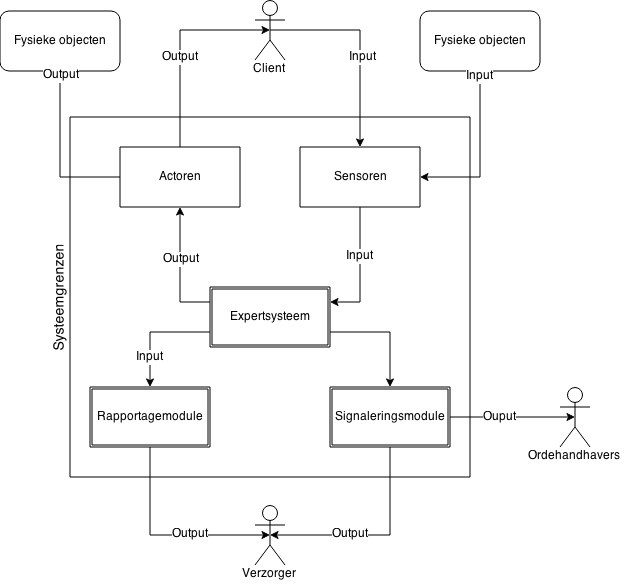 Fysieke objecten
Fysieke objecten
Output
Input
Client
Output
Input
Actoren
Sensoren
Systeemgrenzen
Output
Input
Expertsysteem
Input
Rapportagemodule
Signaleringsmodule
Ouput
Ordehandhavers
Output
Output
Verzorger